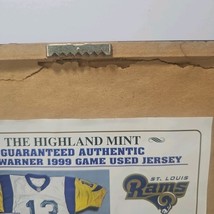 THE HIGHLAND MINT
GUARANTEED AUTHENTIC
WARNER 1999 GAME USED JERSEY
ST. LOUIS
Rams
13